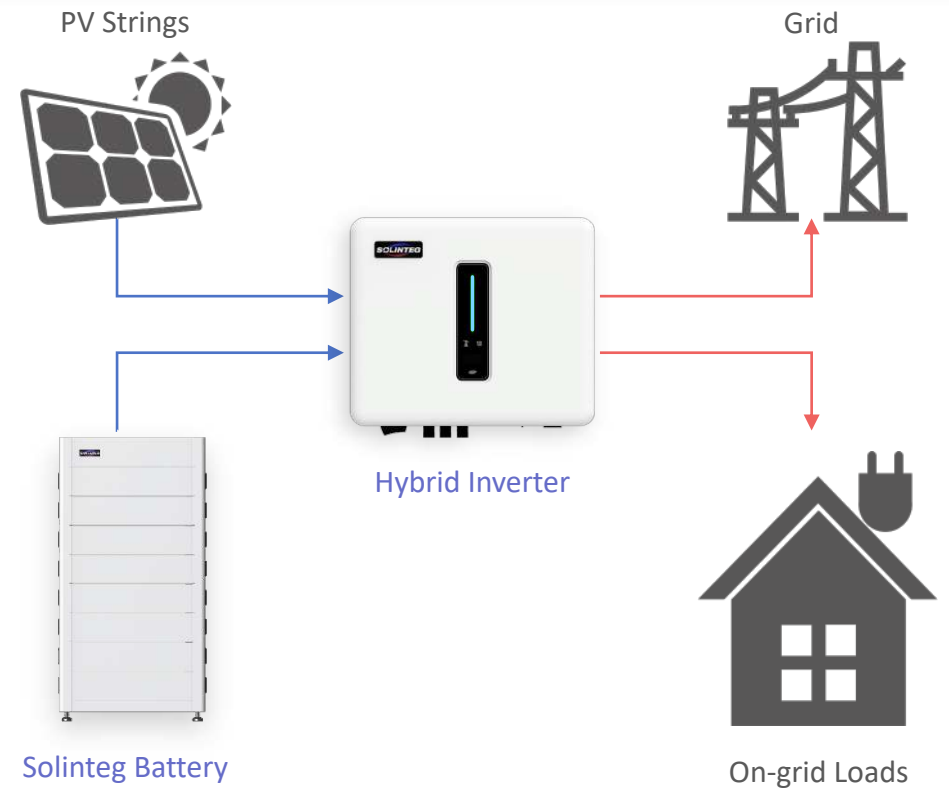 PV Strings
Grid
SOLINTEG
Hybrid Inverter
Solinteg Battery
On-grid Loads